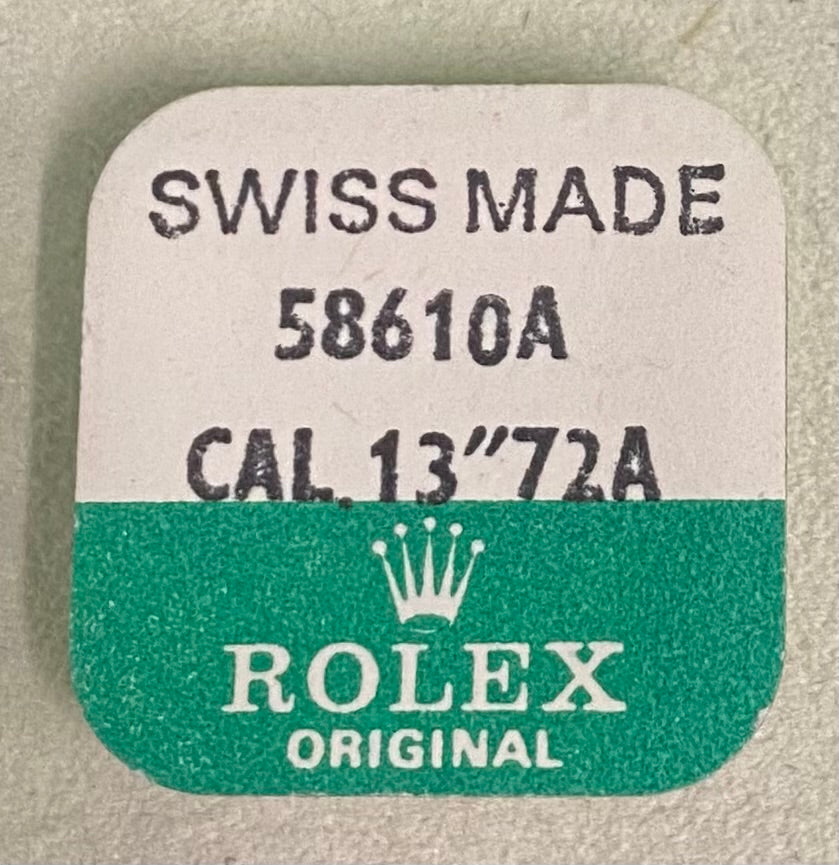 SWISS MADE
58610A
CAL. 13″72A
ROLEX
ORIGINAL